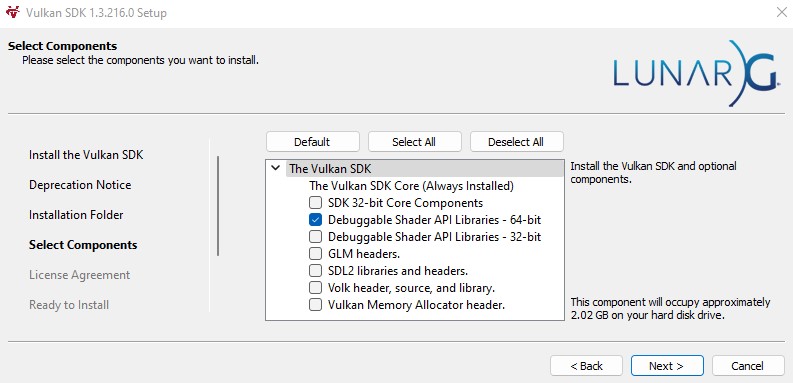 Vulkan SDK 1.3.216.0 Setup
Select Components
Please select the components you want to install.
LUNAR G
Default
Select All
Deselect All
Install the Vulkan SDK
Deprecation Notice
Installation Folder
Select Components
License Agreement
Ready to Install
The Vulkan SDK
The Vulkan SDK Core (Always Installed)
SDK 32-bit Core Components
Debuggable Shader API Libraries - 64-bit
Debuggable Shader API Libraries - 32-bit
GLM headers.
SDL2 libraries and headers.
Volk header, source, and library.
Vulkan Memory Allocator header.
Install the Vulkan SDK and optional
components.
This component will occupy approximately
2.02 GB on your hard disk drive.
< Back
Next >
Cancel